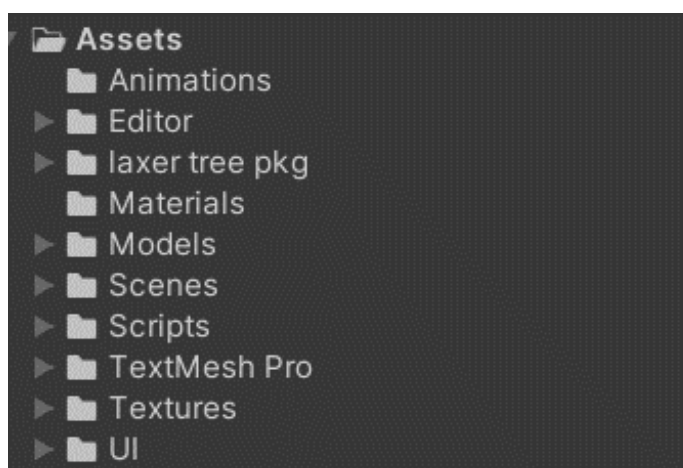 Assets
Animations
Editor
laxer tree pkg
Materials
Models
Scenes
Scripts
TextMesh Pro
Textures
UI